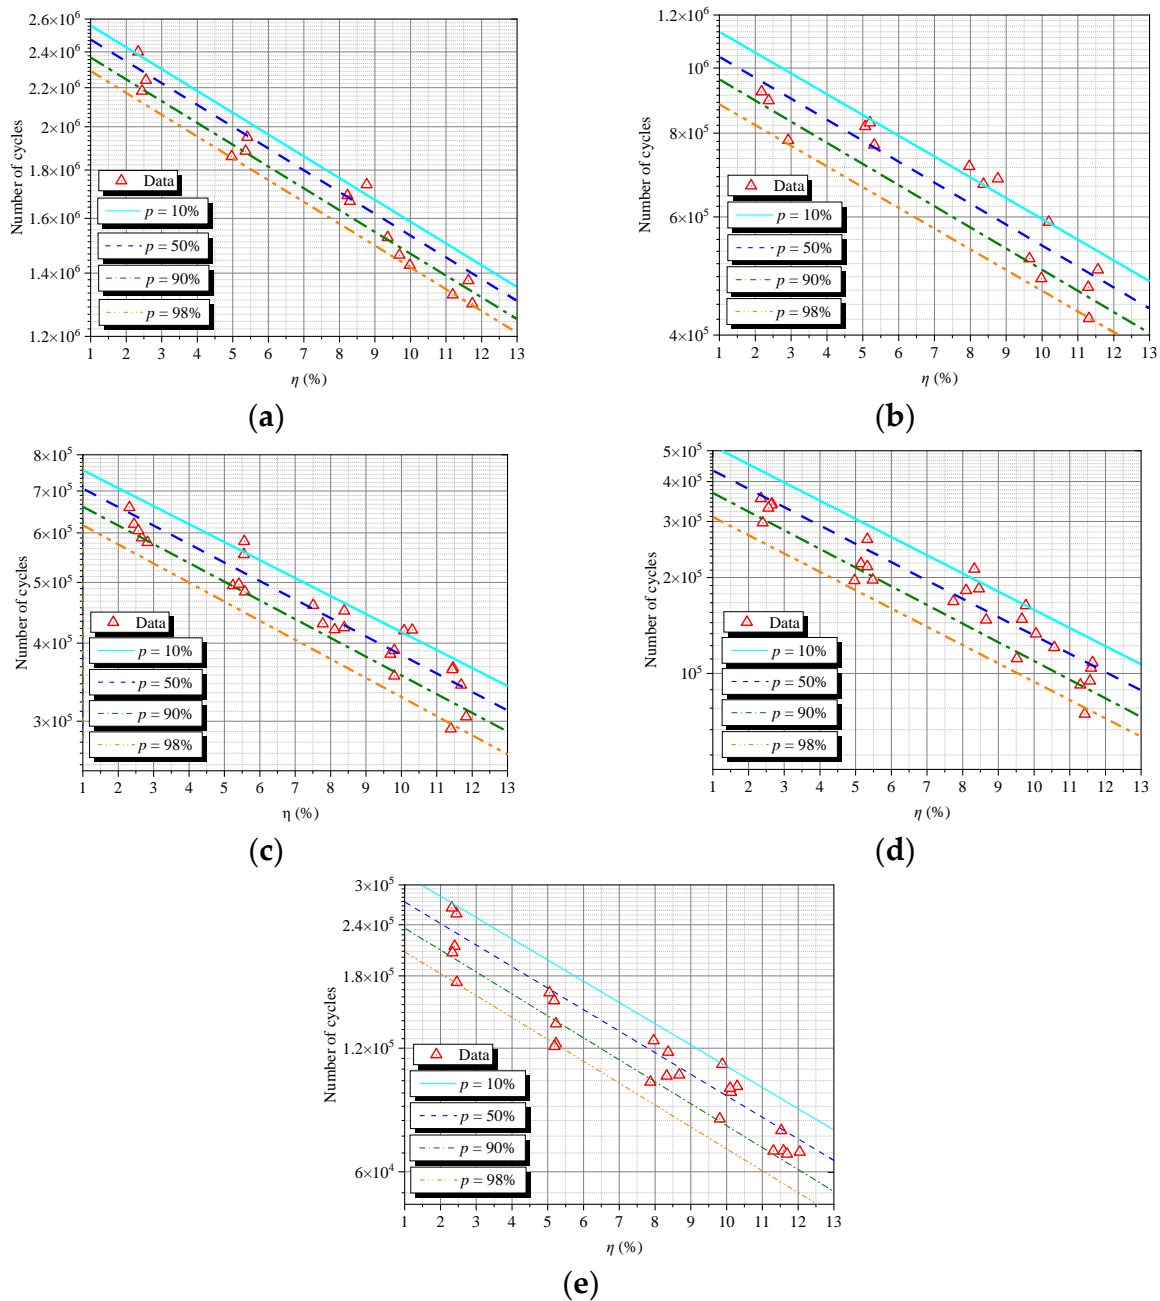 2.6×10⁶
2.4×10⁶
2.2×10⁶
2×10⁶
1.8×10⁶
1.6×10⁶
1.4×10⁶
1.2×10⁶
Number of cycles
Data
p = 10%
p = 50%
p = 90%
p = 98%
1 2 3 4 5 6 7 8 9 10 11 12 13
η (%)
(a)
1.2×10⁶
10⁶
8×10⁵
6×10⁵
4×10⁵
Number of cycles
Data
p = 10%
p = 50%
p = 90%
p = 98%
1 2 3 4 5 6 7 8 9 10 11 12 13
η (%)
(b)
8×10⁵
7×10⁵
6×10⁵
5×10⁵
4×10⁵
3×10⁵
Number of cycles
Data
p = 10%
p = 50%
p = 90%
p = 98%
1 2 3 4 5 6 7 8 9 10 11 12 13
η (%)
(c)
5×10⁵
4×10⁵
3×10⁵
2×10⁵
10⁵
Number of cycles
Data
p = 10%
p = 50%
p = 90%
p = 98%
1 2 3 4 5 6 7 8 9 10 11 12 13
η (%)
(d)
3×10⁵
2.4×10⁵
1.8×10⁵
1.2×10⁵
6×10⁴
Number of cycles
Data
p = 10%
p = 50%
p = 90%
p = 98%
1 2 3 4 5 6 7 8 9 10 11 12 13
η (%)
(e)